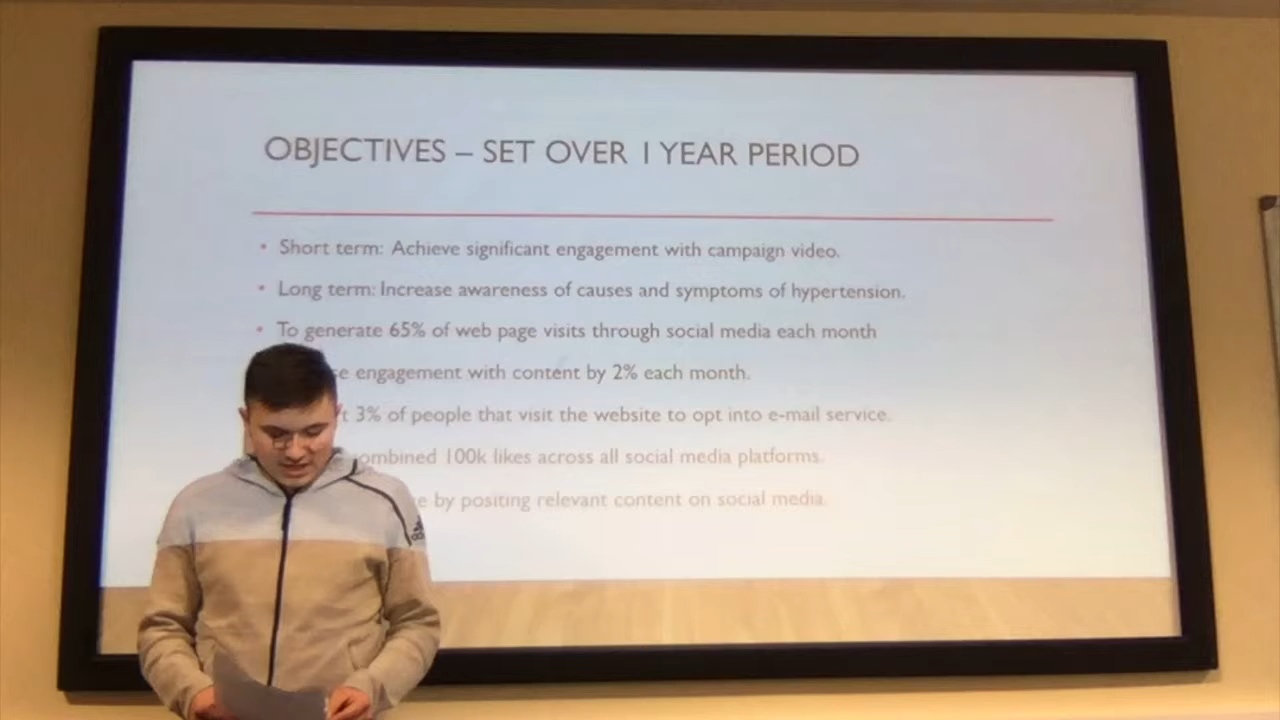 OBJECTIVES – SET OVER 1 YEAR PERIOD
• Short term: Achieve significant engagement with campaign video.
• Long term: Increase awareness of causes and symptoms of hypertension.
• To generate 65% of web page visits through social media each month
engagement with content by 2% each month.
3% of people that visit the website to opt into e-mail service.
ombined 100k likes across all social media platforms.
by positing relevant content on social media.